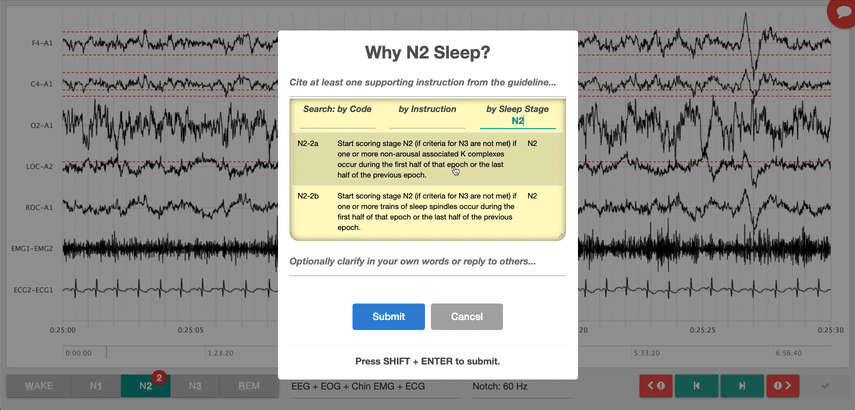 F4-A1
C4-A1
O2-A1
LOC-A2
ROC-A1
EMG1-EMG2
ECG2-ECG1
Why N2 Sleep?
Cite at least one supporting instruction from the guideline...
Search: by Code by Instruction by Sleep Stage
N2
N2-2a Start scoring stage N2 (if criteria for N3 are not met) if N2
one or more non-arousal associated K complexes
occur during the first half of that epoch or the last
half of the previous epoch.
N2-2b Start scoring stage N2 (if criteria for N3 are not met) if N2
one or more trains of sleep spindles occur during the
first half of that epoch or the last half of the previous
epoch.
Optionally clarify in your own words or reply to others...
Submit Cancel
Press SHIFT + ENTER to submit.
0:25:00 0:25:05 :20 0:25:25 0:25:30
0:00:00 1:23:20 5:33:20 6:56:40
WAKE N1 N2 2 N3 REM EEG + EOG + Chin EMG + ECG Notch: 60 Hz